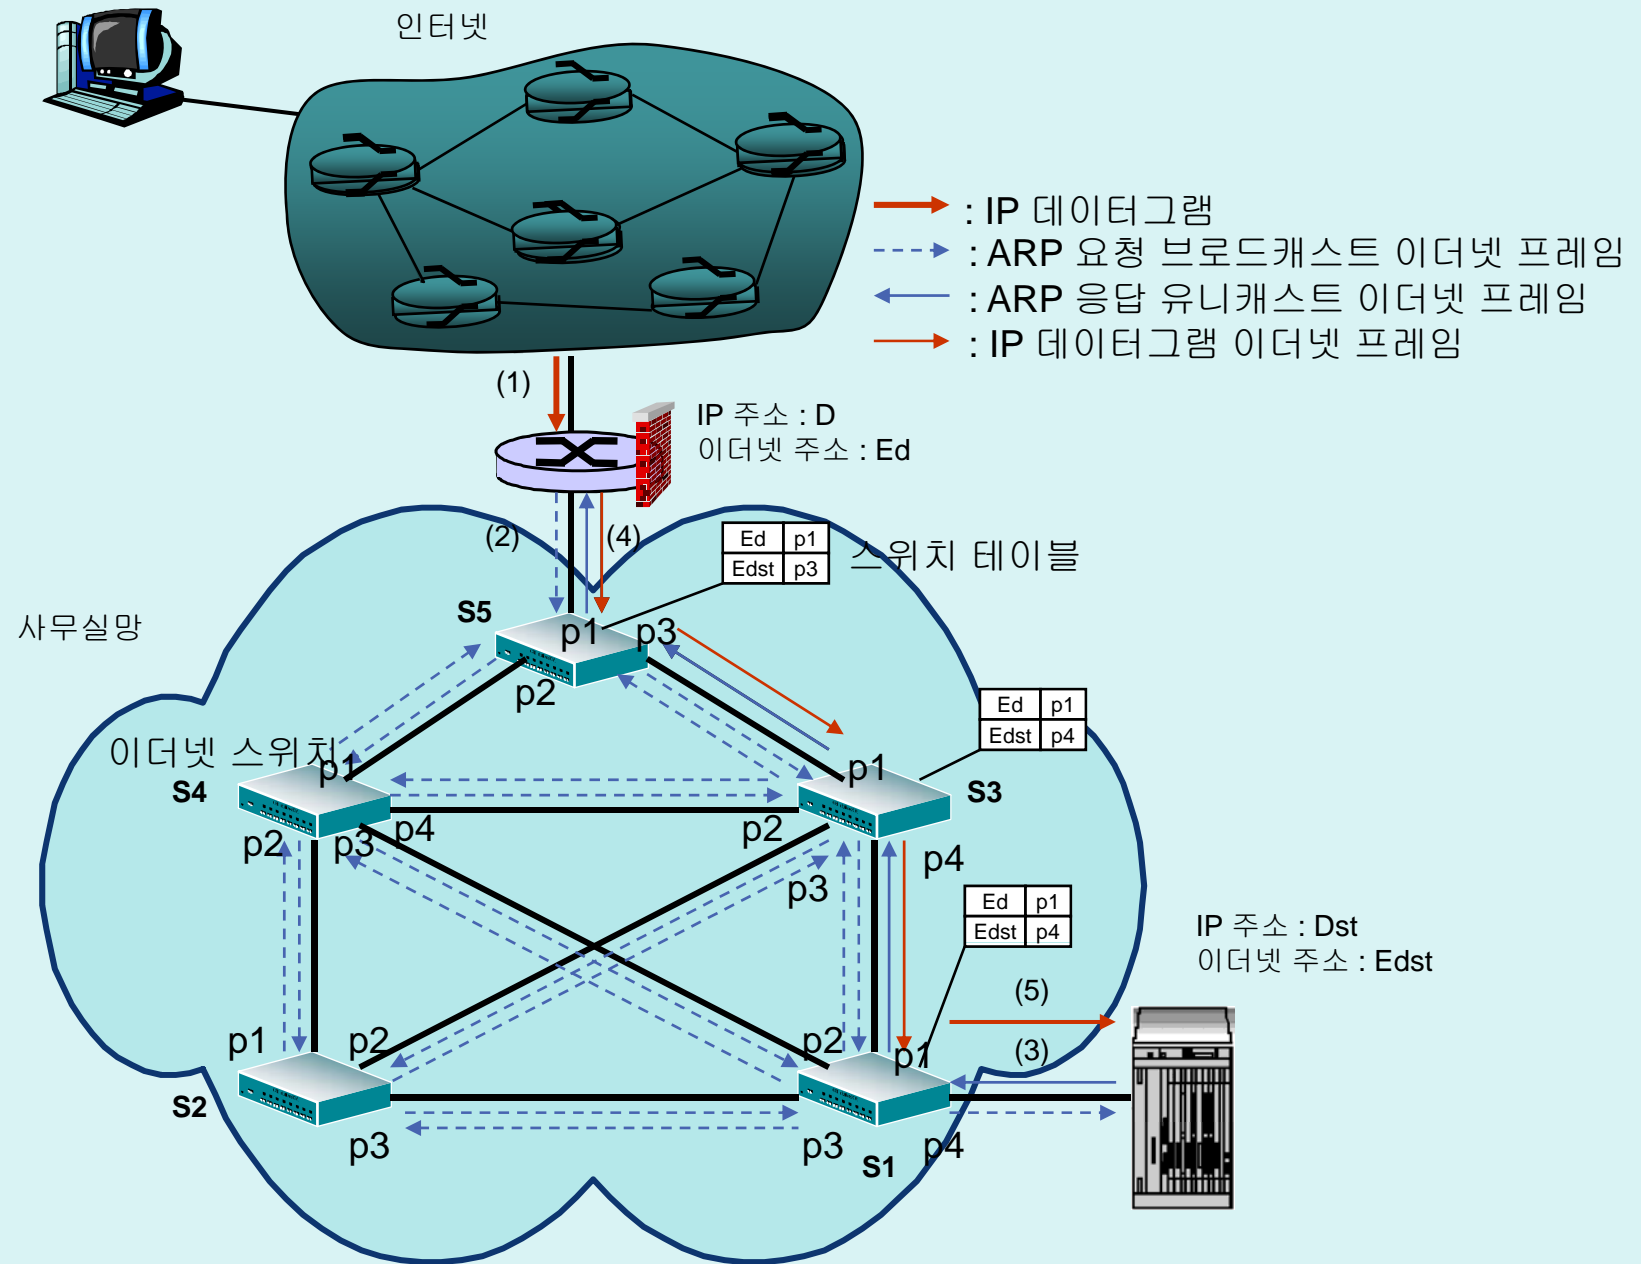 인터넷
: IP 데이터그램
: ARP 요청 브로드캐스트 이더넷 프레임
: ARP 응답 유니캐스트 이더넷 프레임
: IP 데이터그램 이더넷 프레임
(1)
IP 주소 : D
이더넷 주소 : Ed
(2)
(4)
Ed p1
Edst p3
스위치 테이블
S5
사무실망
p1
p3
p2
Ed p1
Edst p4
이더넷 스위치
p1
p1
S4
S3
p2
p3
p4
p2
p4
p3
Ed p1
Edst p4
IP 주소 : Dst
이더넷 주소 : Edst
(5)
p1
p2
p2
p1
(3)
S2
p3
p3
S1
p4